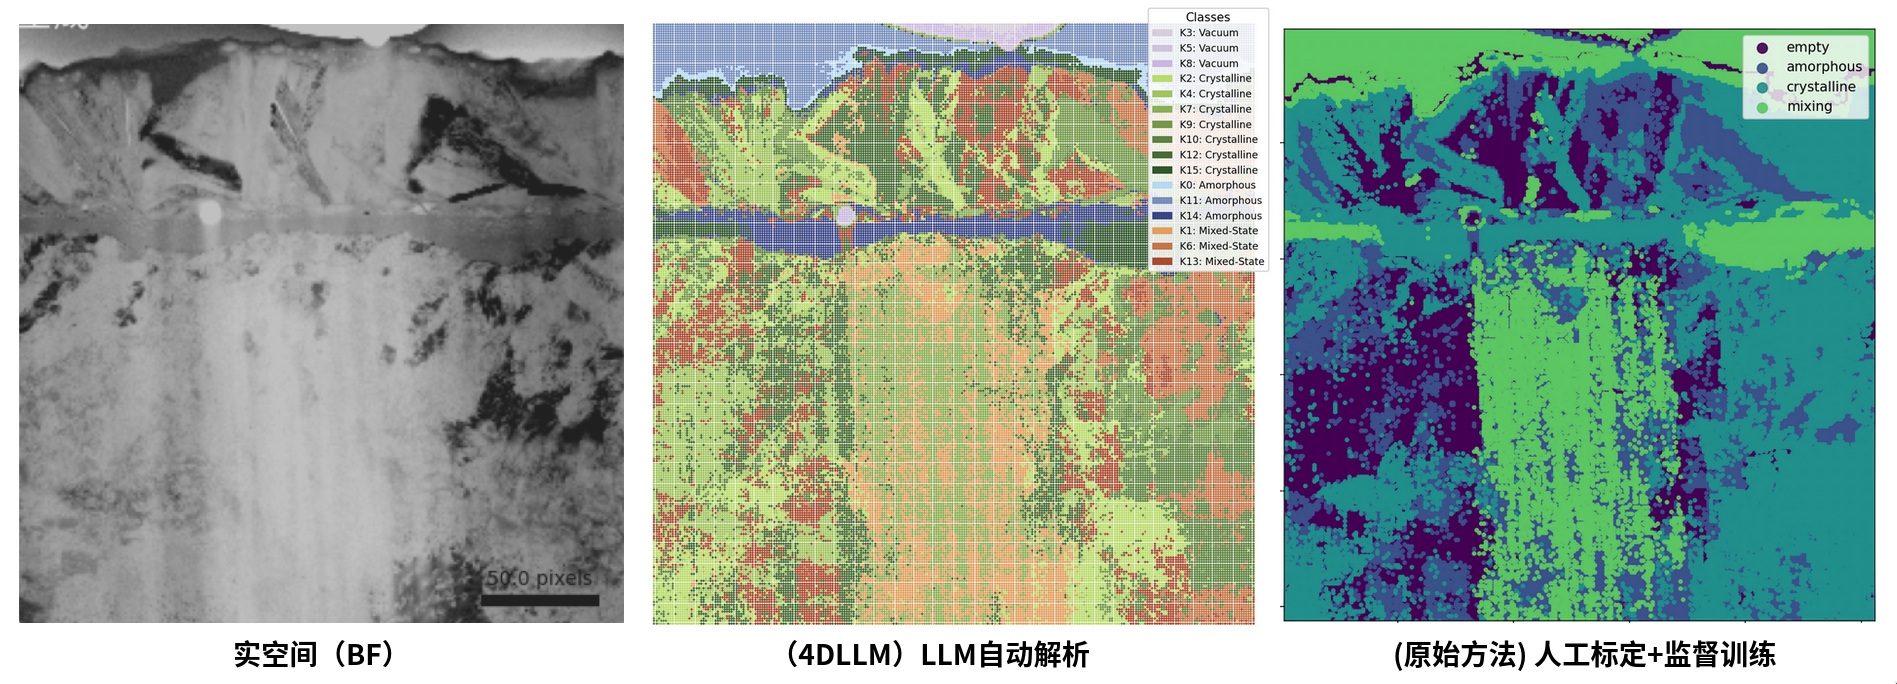 50.0 pixels
Classes
K3: Vacuum
K5: Vacuum
K8: Vacuum
K2: Crystalline
K4: Crystalline
K7: Crystalline
K9: Crystalline
K10: Crystalline
K12: Crystalline
K15: Crystalline
K0: Amorphous
K11: Amorphous
K14: Amorphous
K1: Mixed-State
K6: Mixed-State
K13: Mixed-State
empty
amorphous
crystalline
mixing
实空间（BF）
（4DLLM）LLM自动解析
(原始方法) 人工标定+监督训练